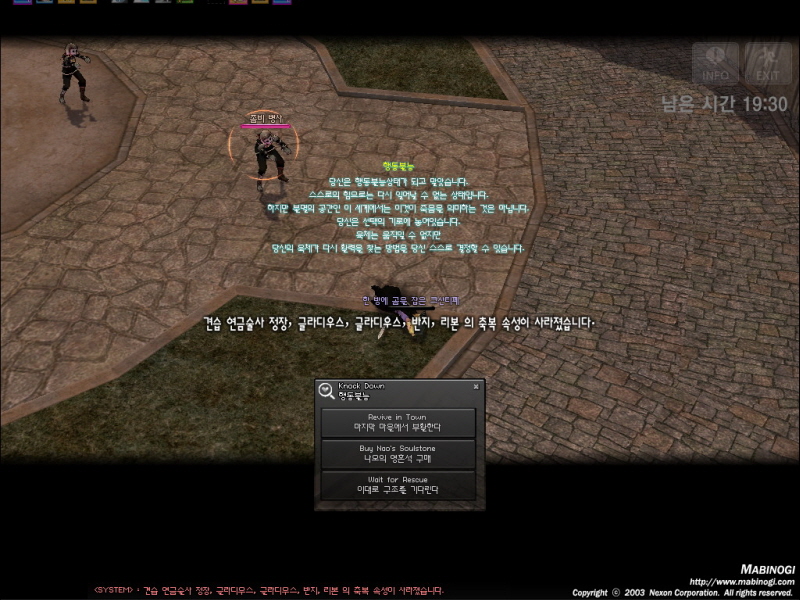 INFO
EXIT
남은 시간 19:30
좀비 병사
행동불능
당신은 행동불능상태가 되고 말았습니다.
스스로의 힘으로는 다시 일어날 수 없는 상태입니다.
하지만 불멸의 공간인 이 세계에서는 이것이 죽음을 의미하는 것은 아닙니다.
당신은 선택의 기로에 놓여있습니다.
육체는 움직일 수 없지만
당신의 육체가 다시 활력을 찾는 방법을 당신 스스로 결정할 수 있습니다.
한 방에 곰을 잡은
견습 연금술사 정장, 글라디우스, 글라디우스, 반지, 리본 의 축복 속성이 사라졌습니다.
Knock Down
행동불능
Revive in Town
마지막 마을에서 부활한다
Buy Nao's Soulstone
나오의 영혼석 구매
Wait for Rescue
이대로 구조를 기다린다
MABINOGI
http://www.mabinogi.com
<SYSTEM> : 견습 연금술사 정장, 글라디우스, 글라디우스, 반지, 리본 의 축복 속성이 사라졌습니다.
Copyright © 2003 Nexon Corporation. All rights reserved.